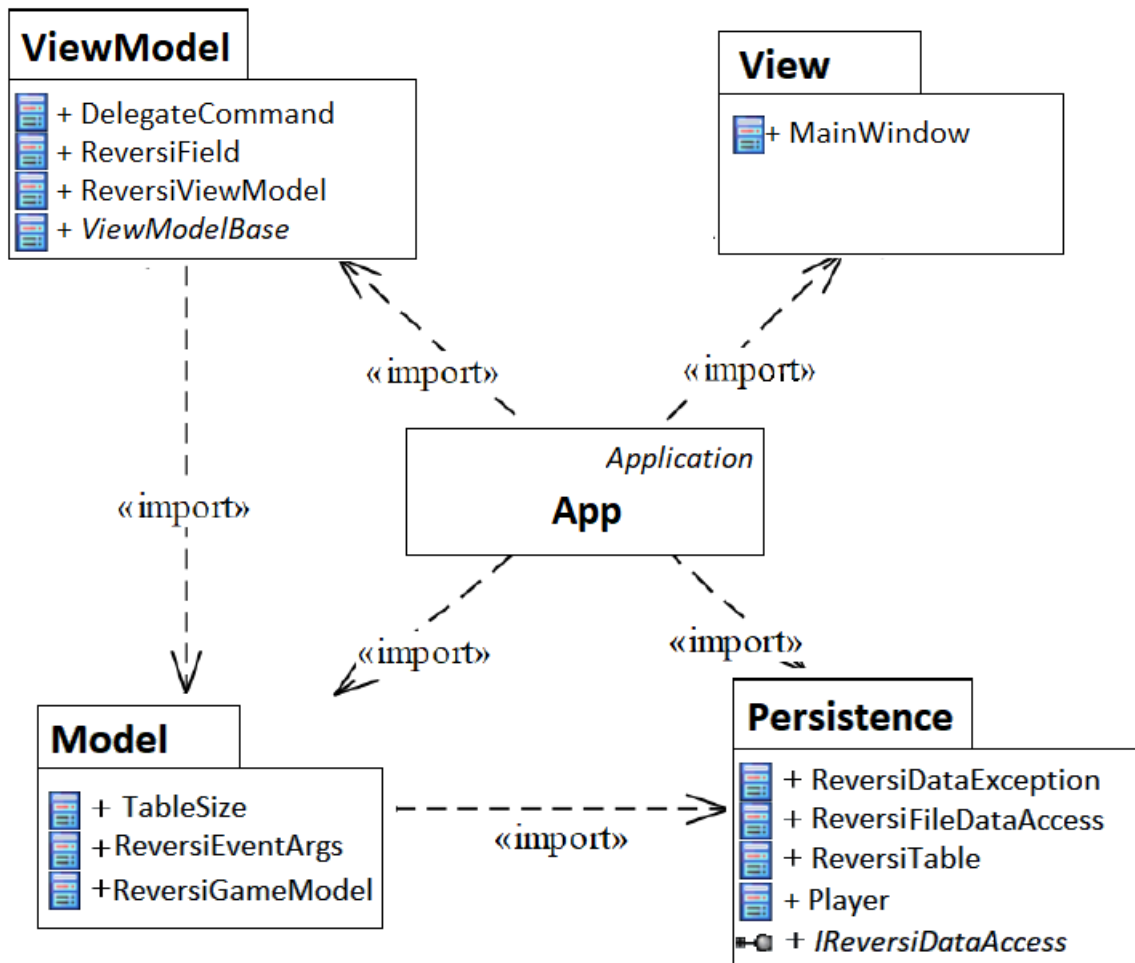 ViewModel
+ DelegateCommand
+ ReversiField
+ ReversiViewModel
+ ViewModelBase
View
+ MainWindow
«import»
«import»
Application
App
«import»
«import»
«import»
Model
+ TableSize
+ReversiEventArgs
+ReversiGameModel
«import»
Persistence
+ ReversiDataException
+ ReversiFileDataAccess
+ ReversiTable
+ Player
+ IReversiDataAccess